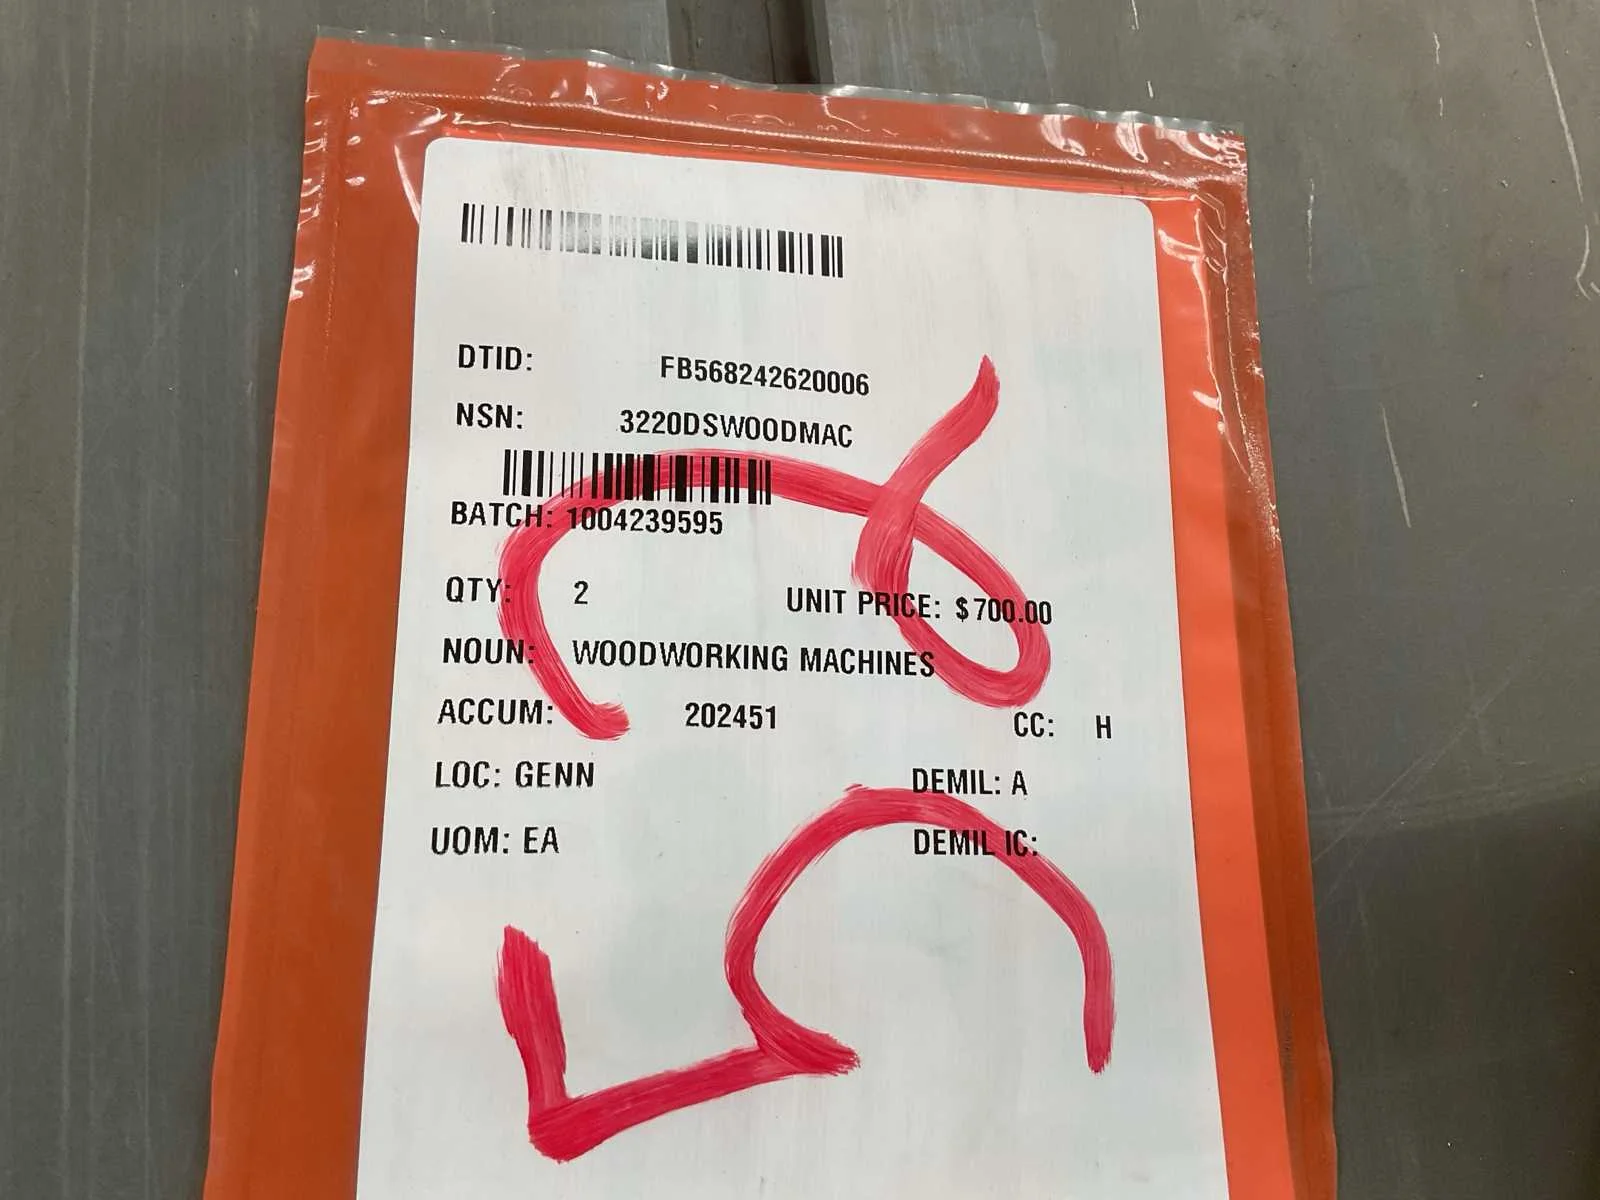 DTID: FB568242620006
NSN: 3220DSWOODMAC
BATCH: 1004239595
QTY: 2 UNIT PRICE: $700.00
NOUN: WOODWORKING MACHINES
ACCUM: 202451 CC: H
LOC: GENN DEMIL: A
UOM: EA DEMIL IC:
52